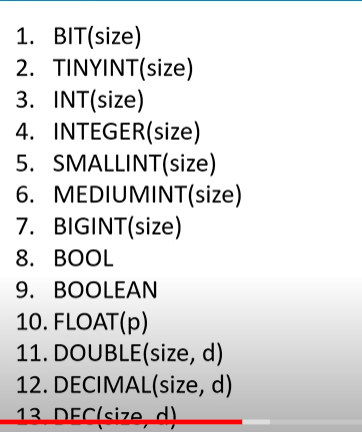 1. BIT(size)
2. TINYINT(size)
3. INT(size)
4. INTEGER(size)
5. SMALLINT(size)
6. MEDIUMINT(size)
7. BIGINT(size)
8. BOOL
9. BOOLEAN
10. FLOAT(p)
11. DOUBLE(size, d)
12. DECIMAL(size, d)
13. DEC(size, d)